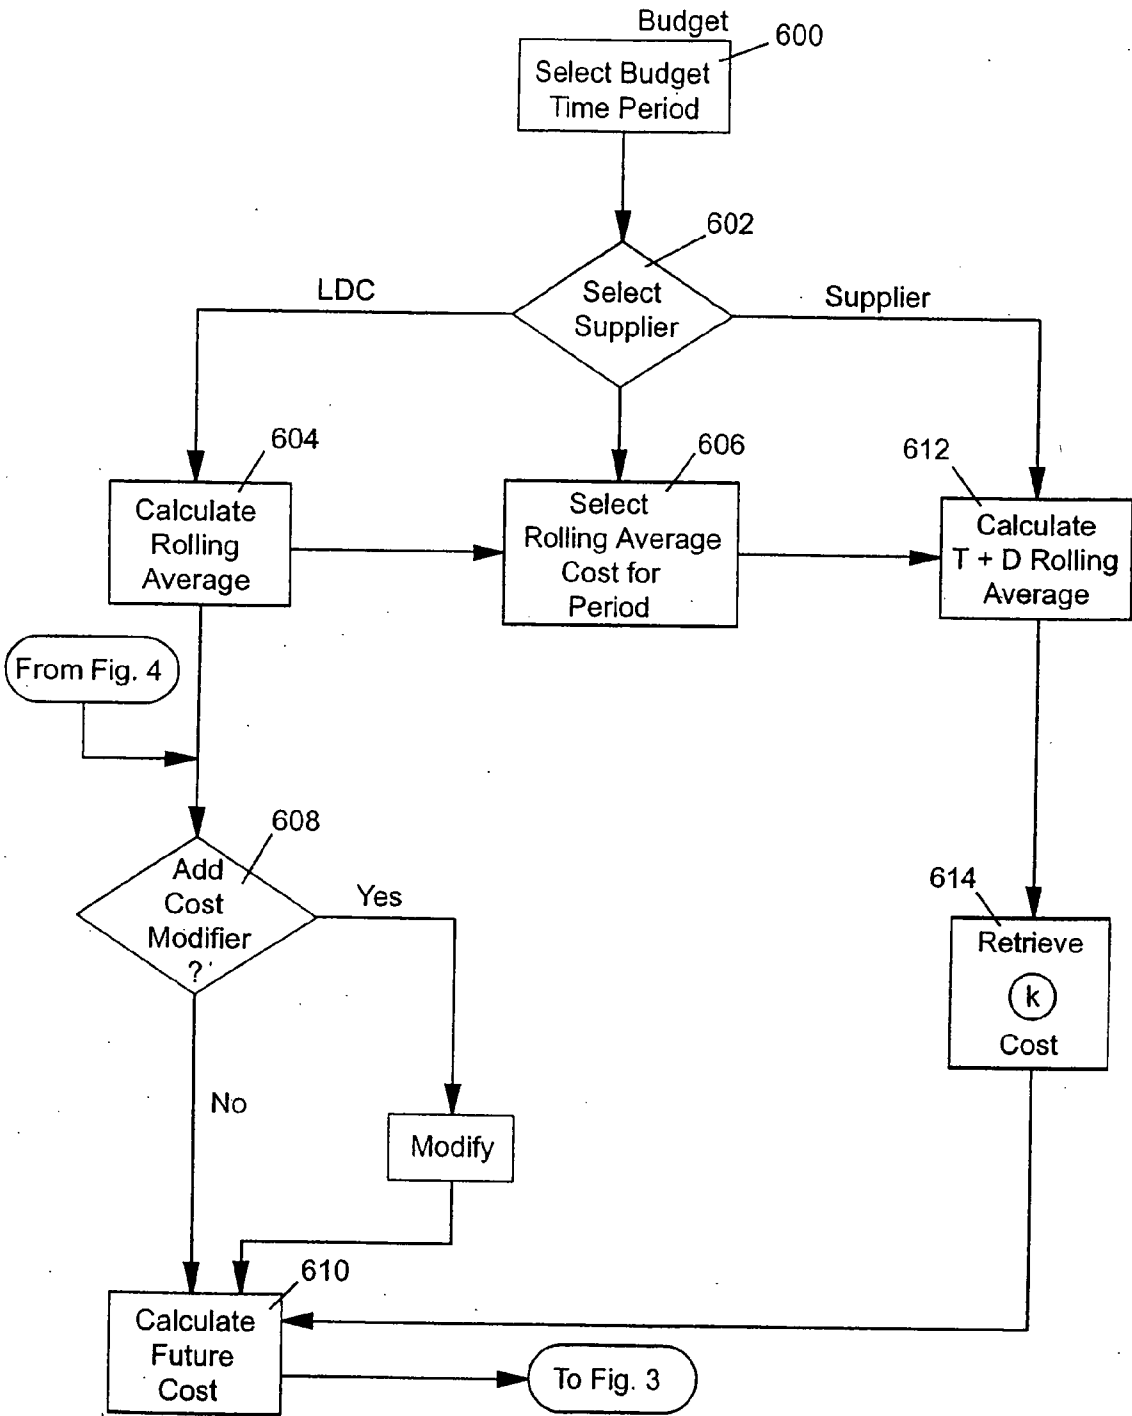 Budget
600
Select Budget
Time Period
602
Select
Supplier
LDC
Supplier
604
Calculate
Rolling
Average
606
Select
Rolling Average
Cost for
Period
612
Calculate
T + D Rolling
Average
From Fig. 4
608
Add
Cost
Modifier
?
Yes
No
Modify
614
Retrieve
k
Cost
610
Calculate
Future
Cost
To Fig. 3